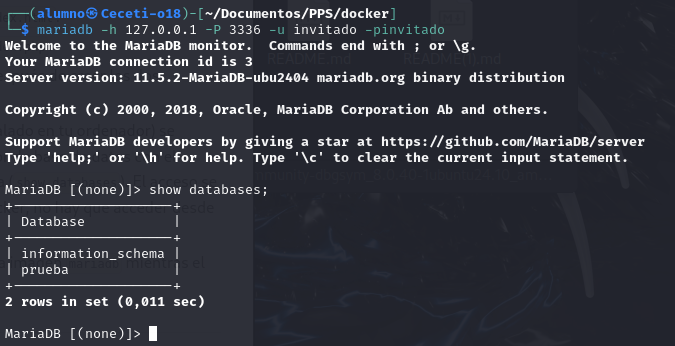 ┌──(alumno㉿Ceceti-o18)-[~/Documentos/PPS/docker]
└─$ mariadb -h 127.0.0.1 -P 3336 -u invitado -pinvitado
Welcome to the MariaDB monitor.  Commands end with ; or \g.
Your MariaDB connection id is 3
Server version: 11.5.2-MariaDB-ubu2404 mariadb.org binary distribution

Copyright (c) 2000, 2018, Oracle, MariaDB Corporation Ab and others.

Support MariaDB developers by giving a star at https://github.com/MariaDB/server
Type 'help;' or '\h' for help. Type '\c' to clear the current input statement.

MariaDB [(none)]> show databases;
+--------------------+
| Database           |
+--------------------+
| information_schema |
| prueba             |
+--------------------+
2 rows in set (0,011 sec)

MariaDB [(none)]>